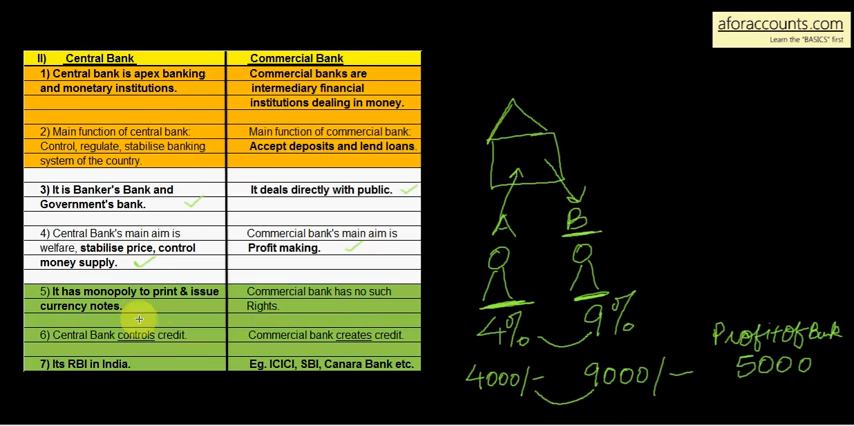 aforaccounts.com
Learn the "BASICS" first
II) Central Bank
Commercial Bank
1) Central bank is apex banking
and monetary institutions.
Commercial banks are
intermediary financial
institutions dealing in money.
2) Main function of central bank:
Control, regulate, stabilise banking
system of the country.
Main function of commercial bank:
Accept deposits and lend loans.
3) It is Banker's Bank and
Government's bank.
It deals directly with public.
4) Central Bank's main aim is
welfare, stabilise price, control
money supply.
Commercial bank's main aim is
Profit making.
5) It has monopoly to print & issue
currency notes.
Commercial bank has no such
Rights.
6) Central Bank controls credit.
Commercial bank creates credit.
7) Its RBI in India.
Eg. ICICI, SBI, Canara Bank etc.
A B
4% 9%
Profit Of Bank
4000/- 9000/- 5000